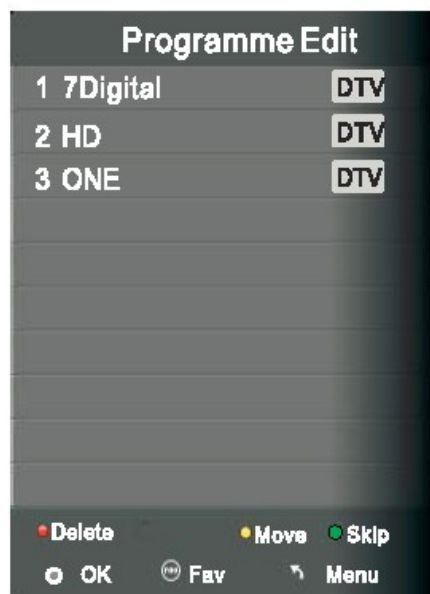 Programme Edit
1 7Digital DTV
2 HD DTV
3 ONE DTV
Delete Move Skip
OK Fav Menu